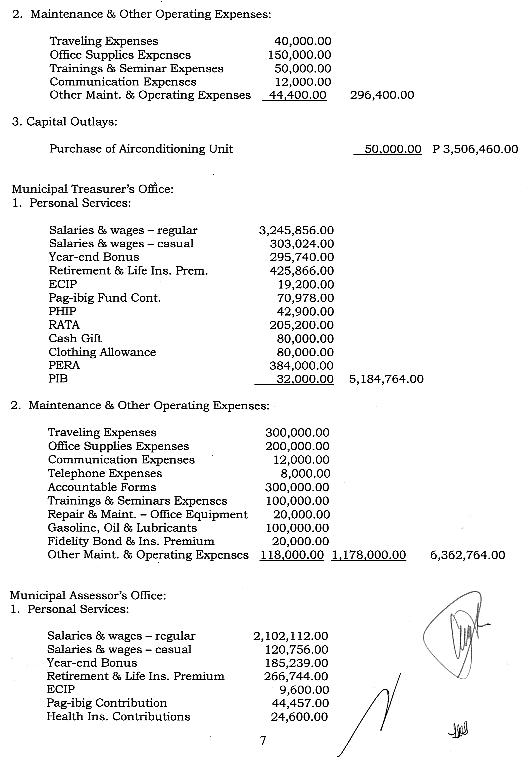 2. Maintenance & Other Operating Expenses:
Traveling Expenses 40,000.00
Office Supplies Expenses 150,000.00
Trainings & Seminar Expenses 50,000.00
Communication Expenses 12,000.00
Other Maint. & Operating Expenses 44,400.00 296,400.00
3. Capital Outlays:
Purchase of Airconditioning Unit 50,000.00 P 3,506,460.00
Municipal Treasurer's Office:
1. Personal Services:
Salaries & wages – regular 3,245,856.00
Salaries & wages – casual 303,024.00
Year-end Bonus 295,740.00
Retirement & Life Ins. Prem. 425,866.00
ECIP 19,200.00
Pag-ibig Fund Cont. 70,978.00
PHIP 42,900.00
RATA 205,200.00
Cash Gift 80,000.00
Clothing Allowance 80,000.00
PERA 384,000.00
PIB 32,000.00 5,184,764.00
2. Maintenance & Other Operating Expenses:
Traveling Expenses 300,000.00
Office Supplies Expenses 200,000.00
Communication Expenses 12,000.00
Telephone Expenses 8,000.00
Accountable Forms 300,000.00
Trainings & Seminars Expenses 100,000.00
Repair & Maint. – Office Equipment 20,000.00
Gasoline, Oil & Lubricants 100,000.00
Fidelity Bond & Ins. Premium 20,000.00
Other Maint. & Operating Expenses 118,000.00 1,178,000.00 6,362,764.00
Municipal Assessor's Office:
1. Personal Services:
Salaries & wages – regular 2,102,112.00
Salaries & wages – casual 120,756.00
Year-end Bonus 185,239.00
Retirement & Life Ins. Premium 266,744.00
ECIP 9,600.00
Pag-ibig Contribution 44,457.00
Health Ins. Contributions 24,600.00
7